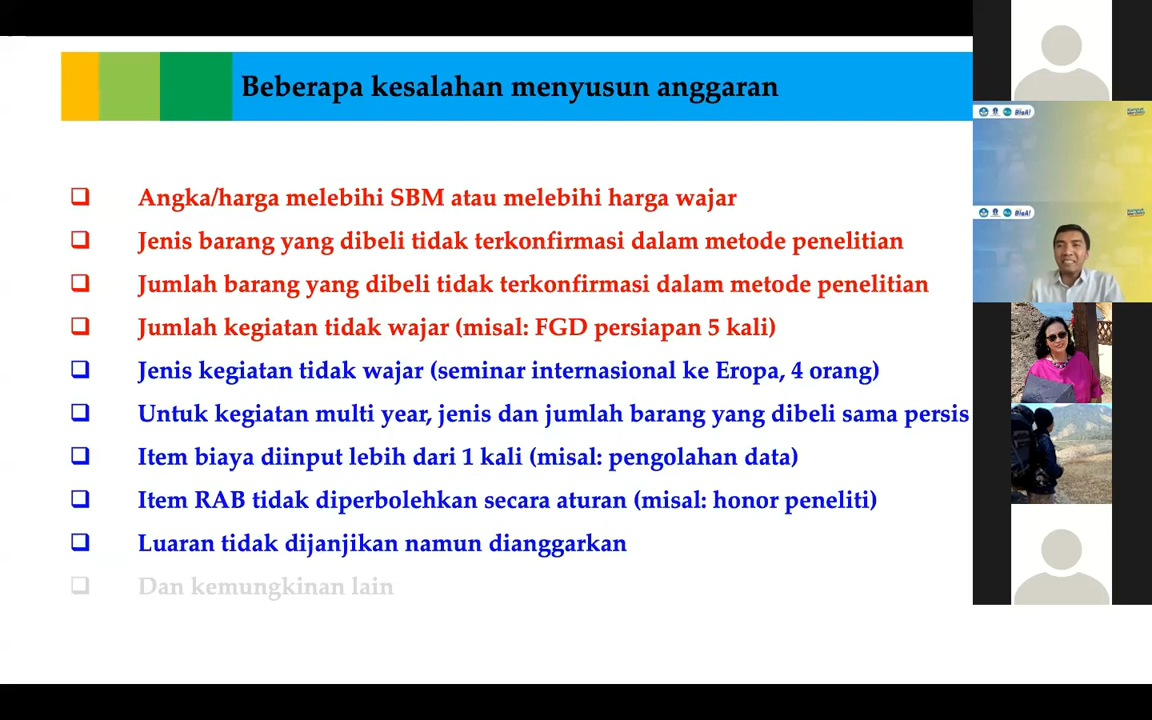 Beberapa kesalahan menyusun anggaran
Angka/harga melebihi SBM atau melebihi harga wajar
Jenis barang yang dibeli tidak terkonfirmasi dalam metode penelitian
Jumlah barang yang dibeli tidak terkonfirmasi dalam metode penelitian
Jumlah kegiatan tidak wajar (misal: FGD persiapan 5 kali)
Jenis kegiatan tidak wajar (seminar internasional ke Eropa, 4 orang)
Untuk kegiatan multi year, jenis dan jumlah barang yang dibeli sama persis
Item biaya diinput lebih dari 1 kali (misal: pengolahan data)
Item RAB tidak diperbolehkan secara aturan (misal: honor peneliti)
Luaran tidak dijanjikan namun dianggarkan
Dan kemungkinan lain